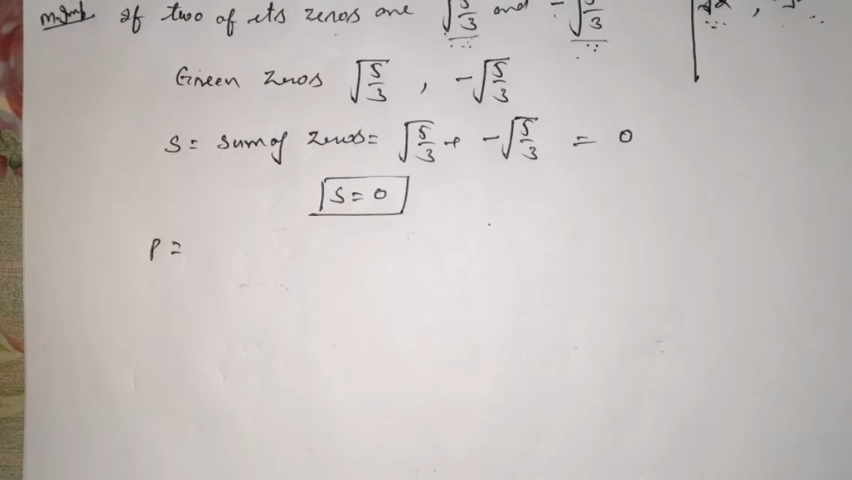 If two of its zeros are √5/3 and -√5/3
Given zeros √5/3 , -√5/3
S = sum of zeros = √5/3 + -√5/3 = 0
S = 0
P =